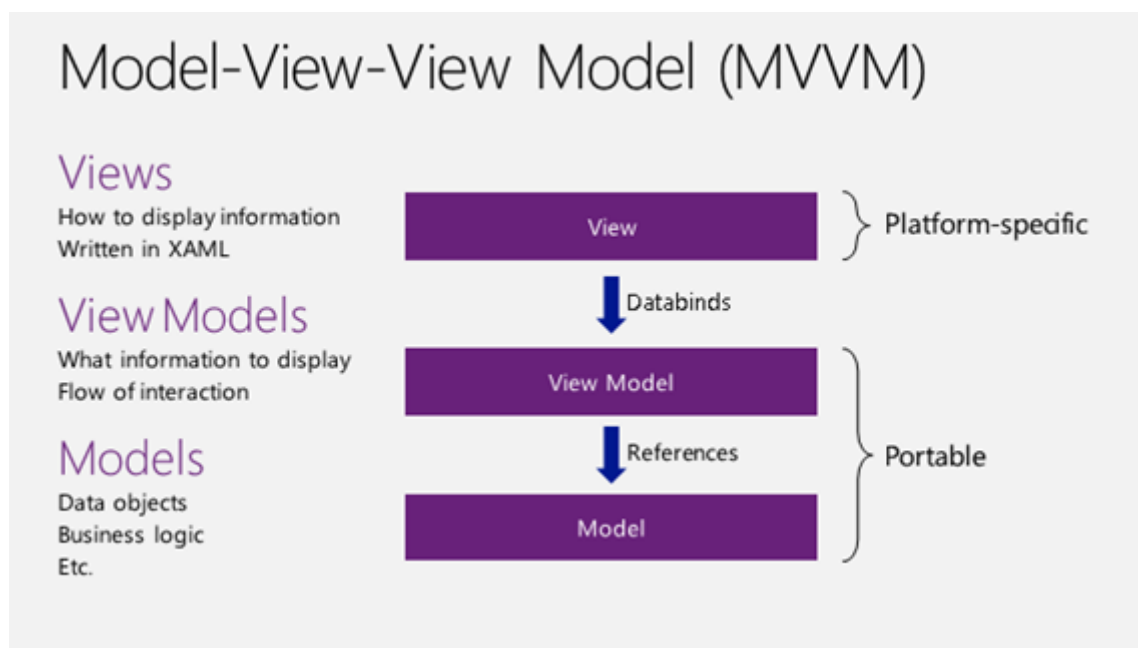 Model-View-View Model (MVVM)
Views
How to display information
Written in XAML
View
Platform-specific
Databinds
View Models
What information to display
Flow of interaction
View Model
References
Portable
Models
Data objects
Business logic
Etc.
Model